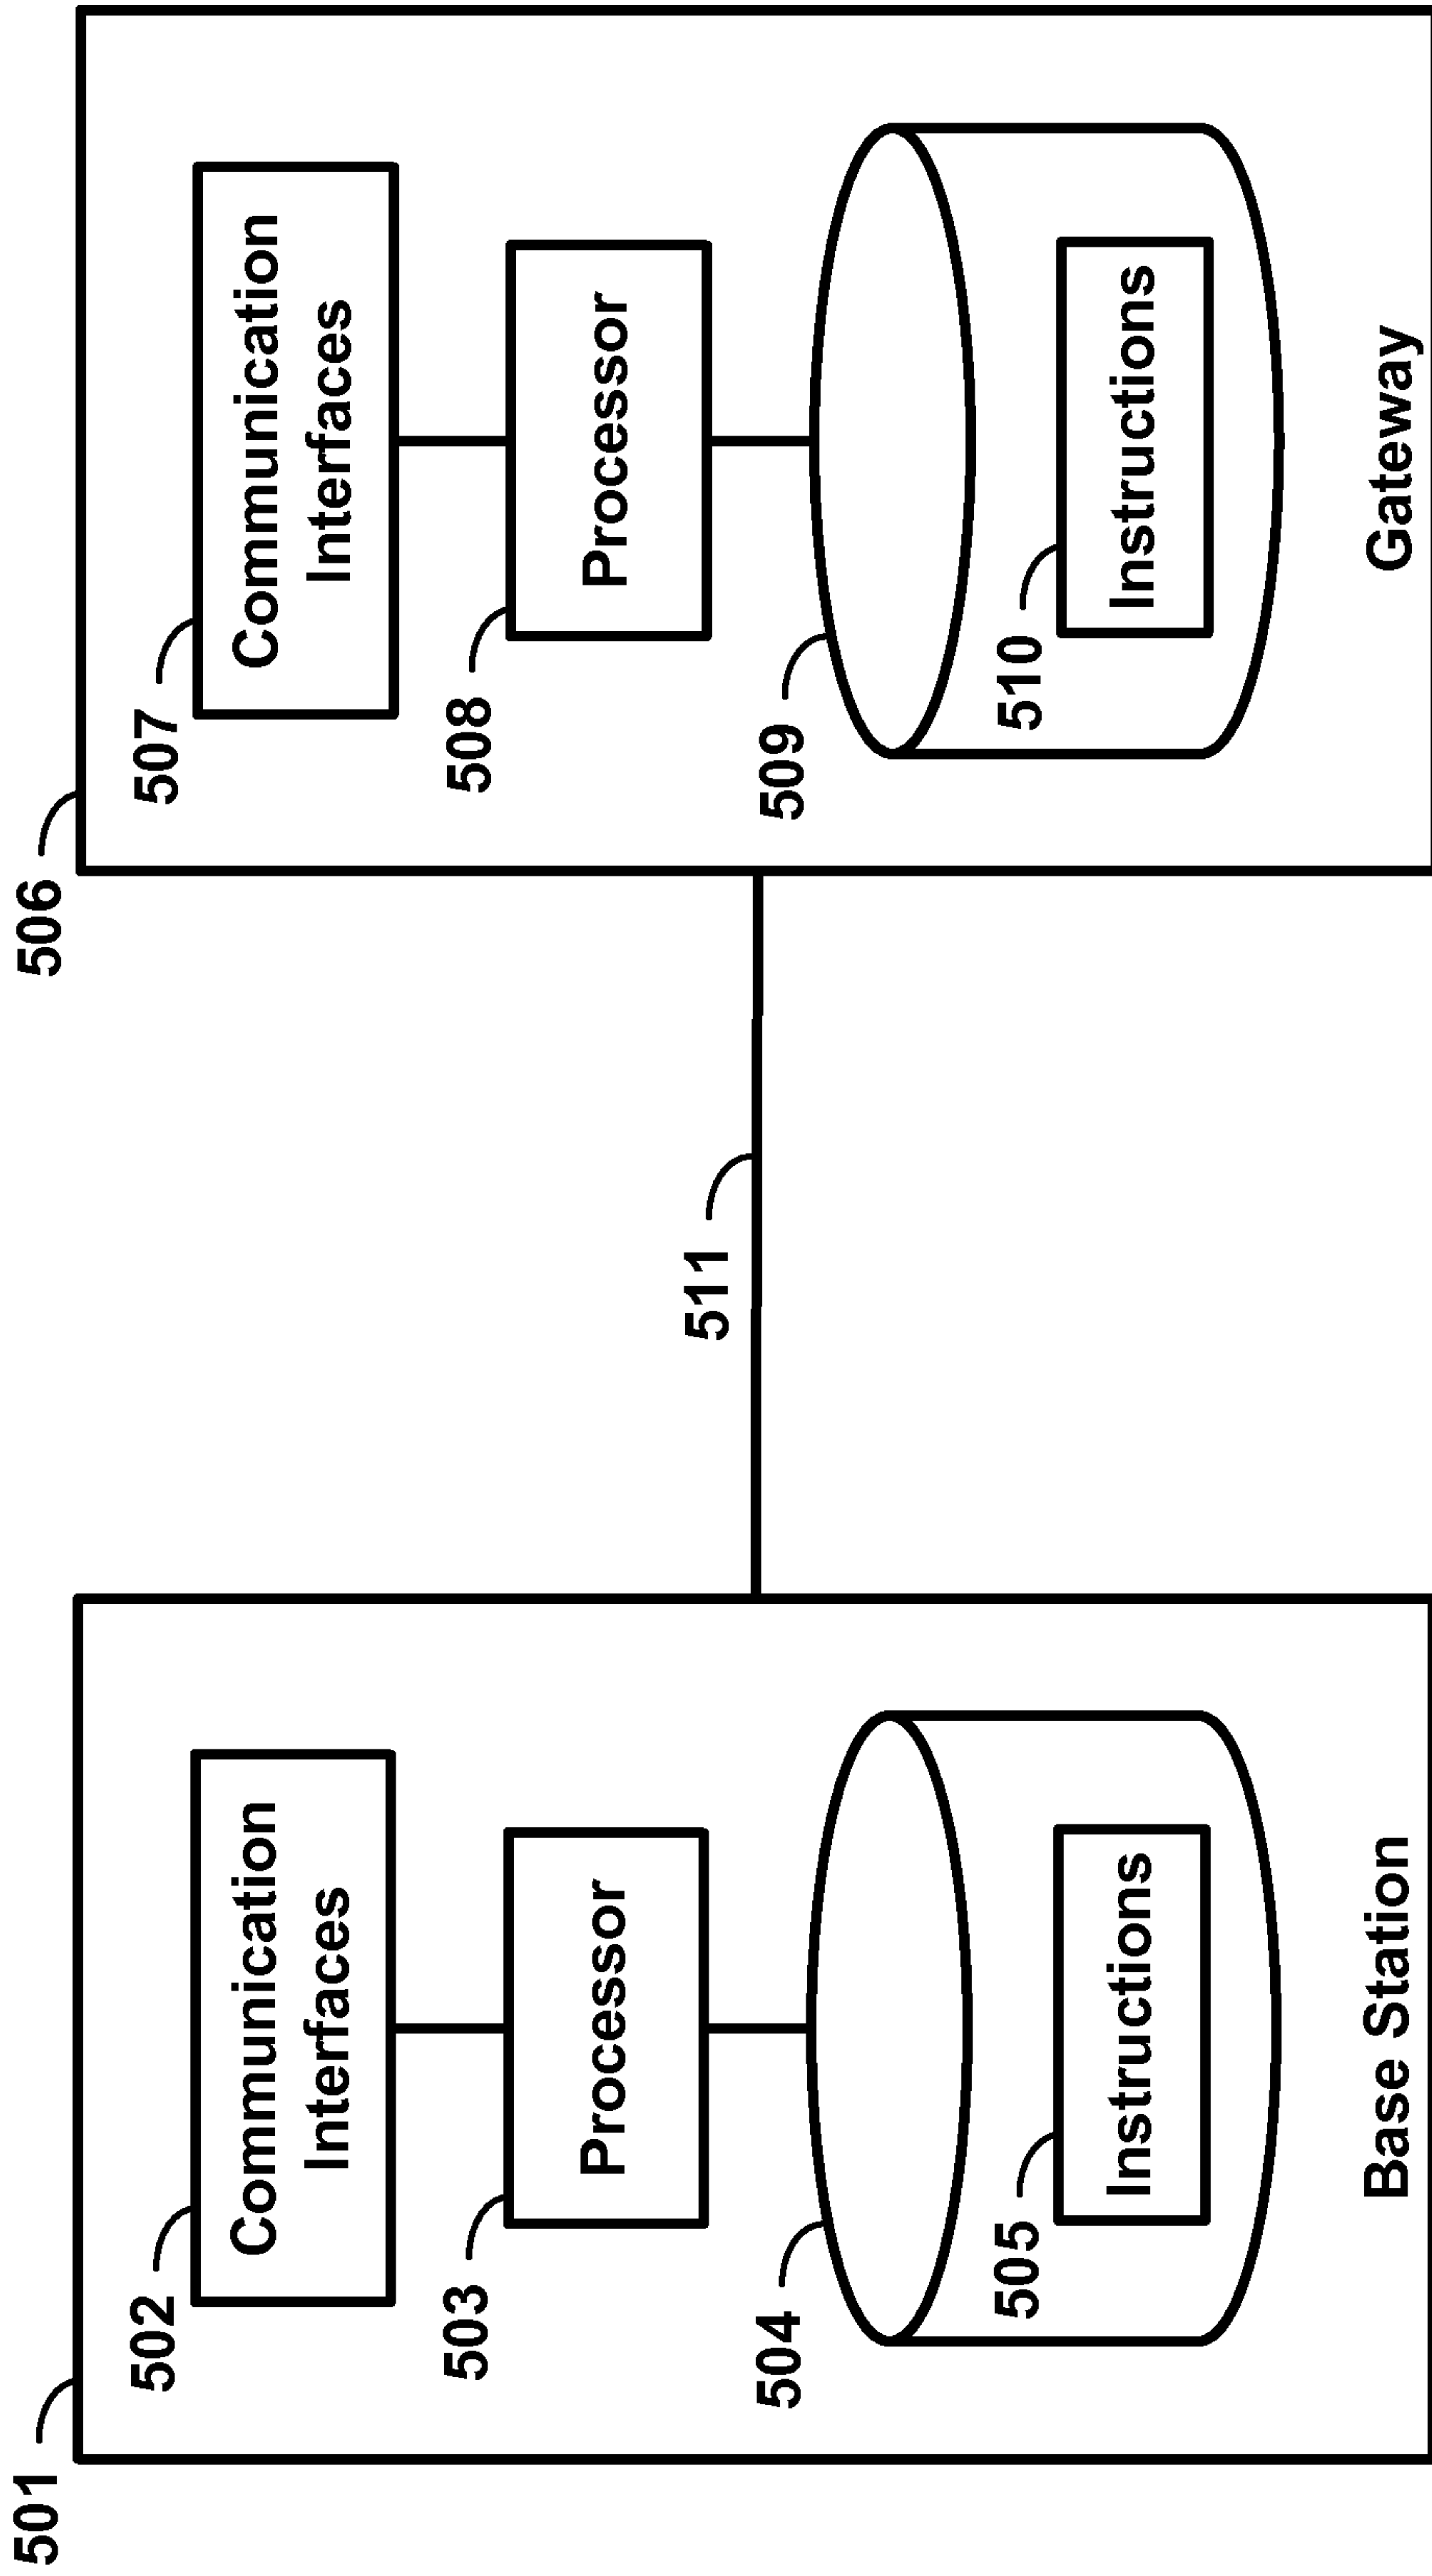 501
502
Communication
Interfaces
503
Processor
504
505
Instructions
Base Station
511
506
507
Communication
Interfaces
508
Processor
509
510
Instructions
Gateway